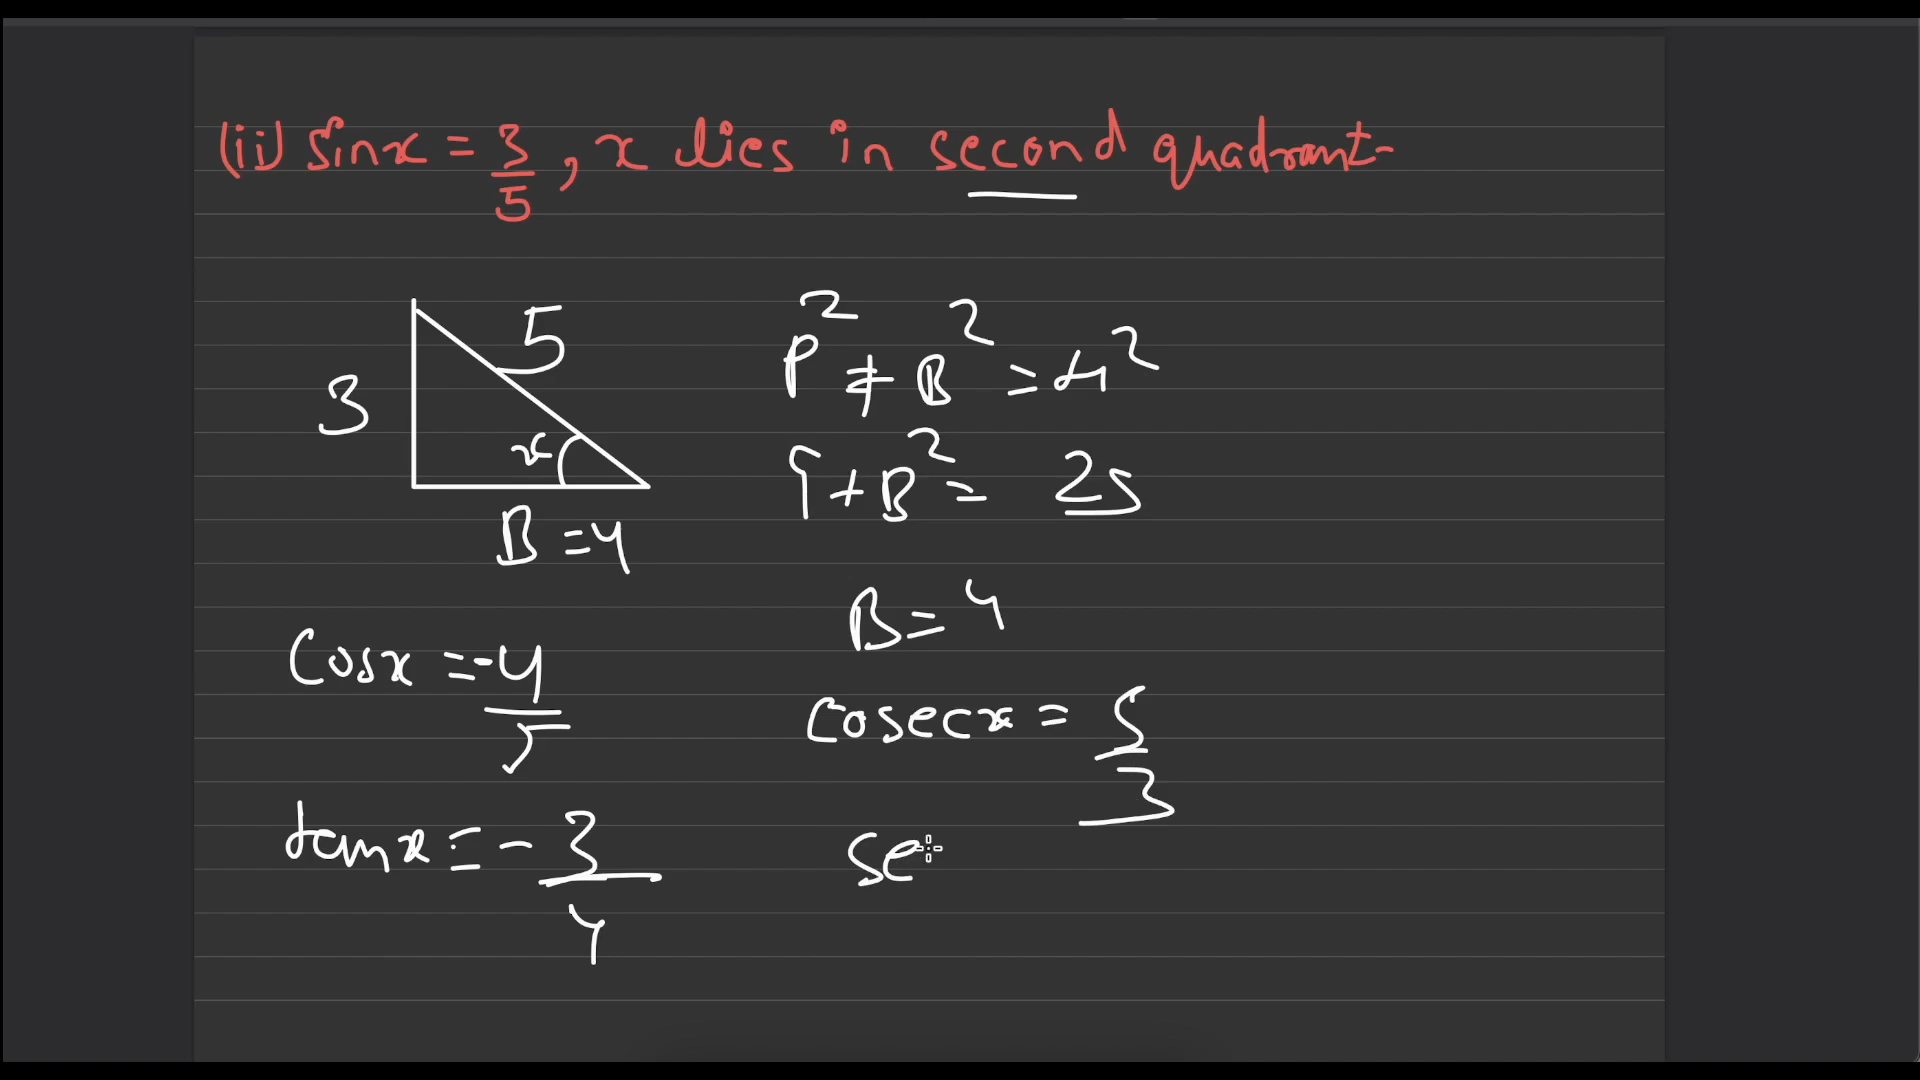 (ii) sinx = 3/5, x lies in second quadrant-
3
5
x
B = 4
P² + B² = H²
9 + B² = 25
B = 4
Cosx = -4/5
cosecx = 5/3
tanx = -3/4
se